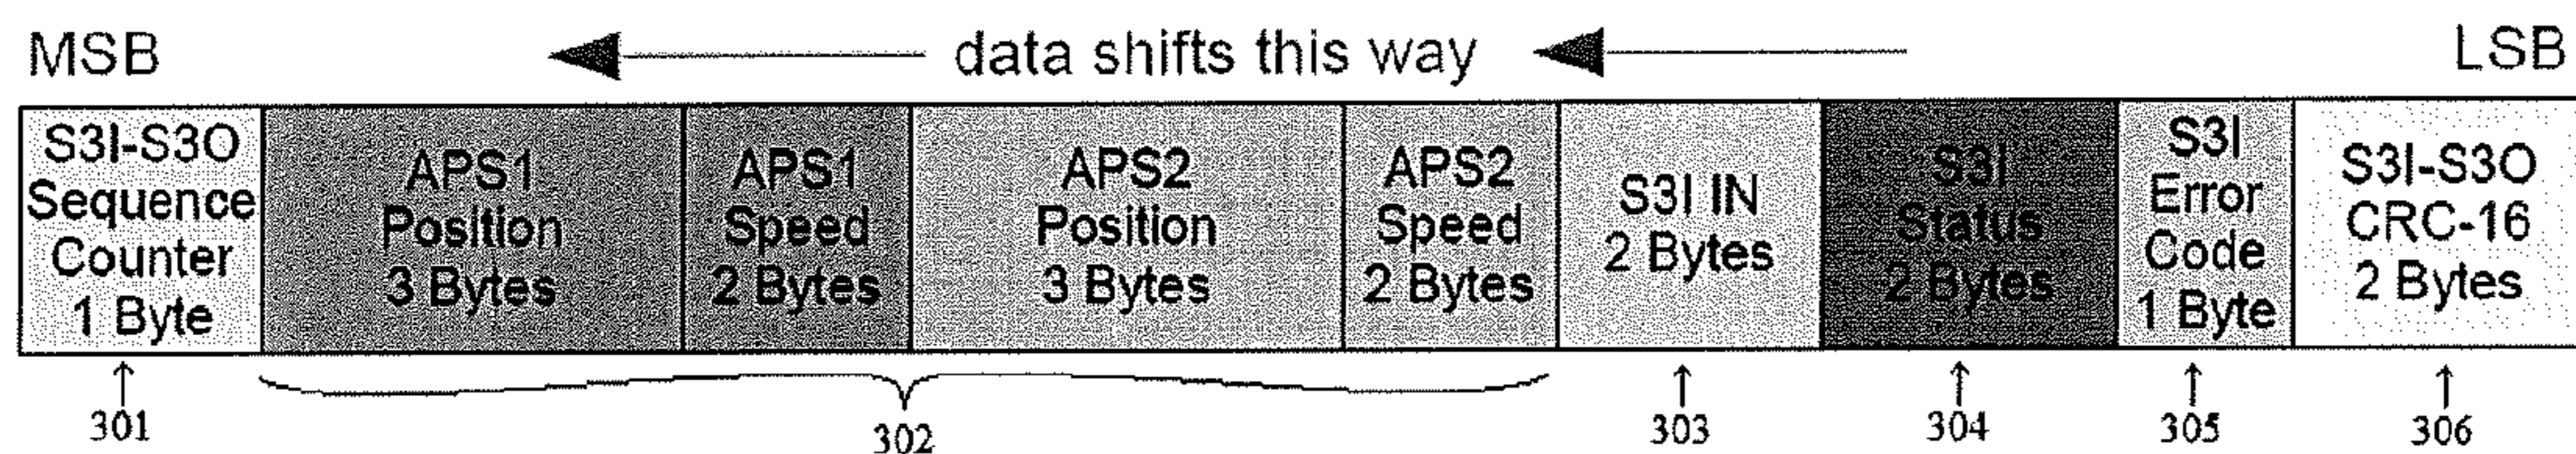 MSB
data shifts this way
LSB
S3I-S3O
Sequence
Counter
1 Byte
APS1
Position
3 Bytes
APS1
Speed
2 Bytes
APS2
Position
3 Bytes
APS2
Speed
2 Bytes
S3I IN
2 Bytes
S3I
Status
2 Bytes
S3I
Error
Code
1 Byte
S3I-S3O
CRC-16
2 Bytes
301
302
303
304
305
306